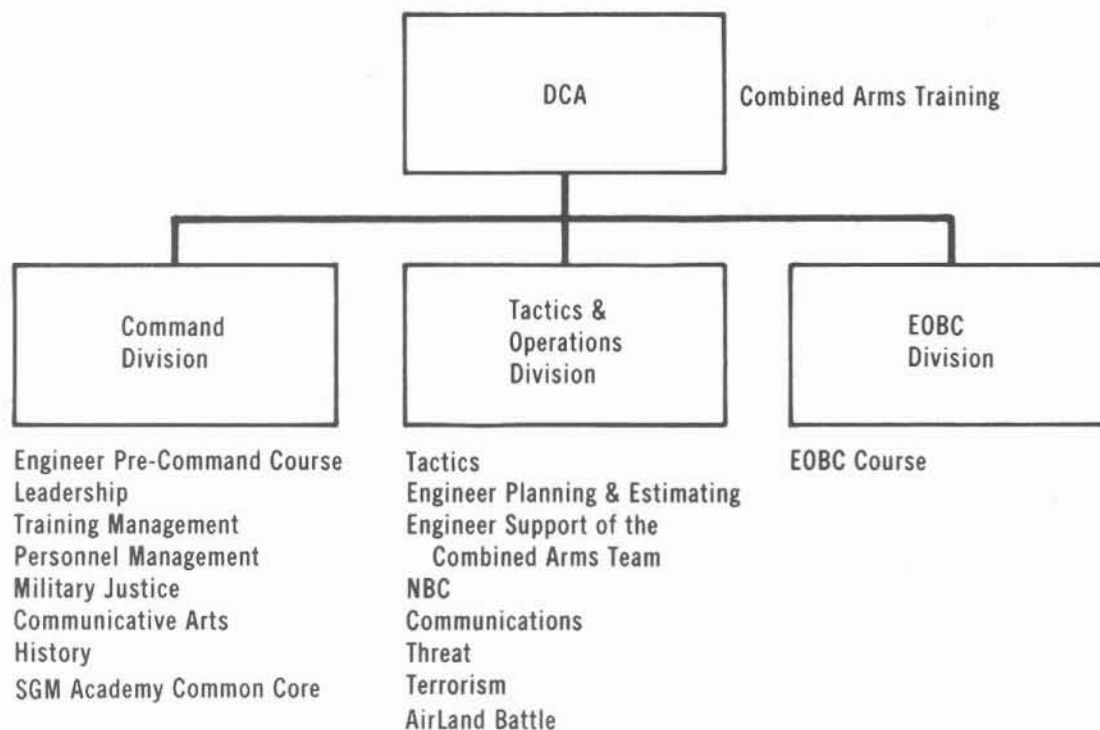 DCA
Combined Arms Training
Command
Division
Tactics &
Operations
Division
EOBC
Division
Engineer Pre-Command Course
Leadership
Training Management
Personnel Management
Military Justice
Communicative Arts
History
SGM Academy Common Core
Tactics
Engineer Planning & Estimating
Engineer Support of the
Combined Arms Team
NBC
Communications
Threat
Terrorism
AirLand Battle
EOBC Course